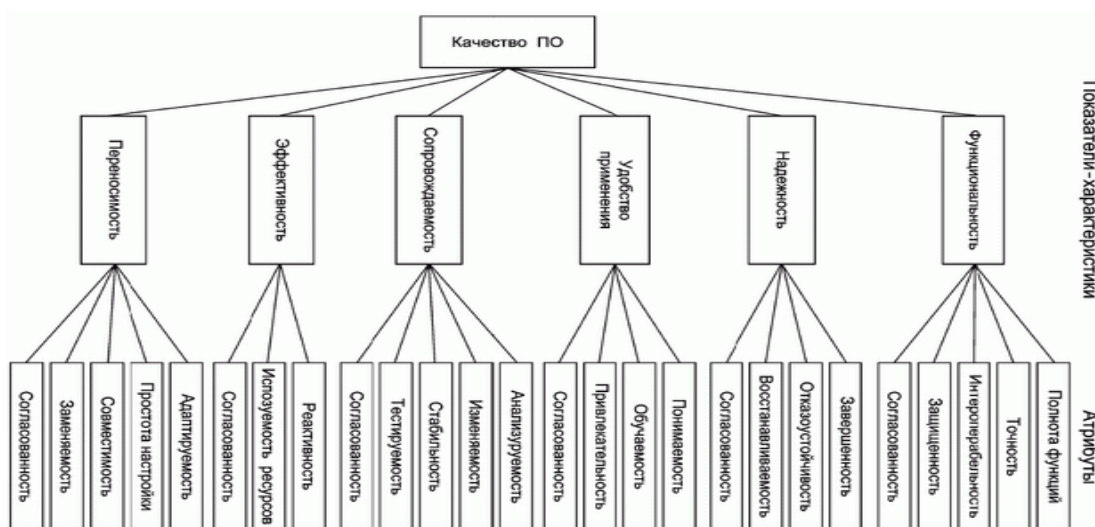 Качество ПО
Показатели-характеристики
Переносимость
Эффективность
Сопровождаемость
Удобство
применения
Надежность
Функциональность
Атрибуты
Согласованность
Заменяемость
Совместимость
Простота настройки
Адаптируемость
Согласованность
Испозуемость ресурсов
Реактивность
Согласованность
Тестируемость
Стабильность
Изменяемость
Анализуруемость
Согласованность
Привлекательность
Обучаемость
Понимаемость
Согласованность
Восстанавливаемость
Отказоустойчивость
Завершенность
Согласованность
Защищенность
Интероперабельность
Точность
Полнота функций